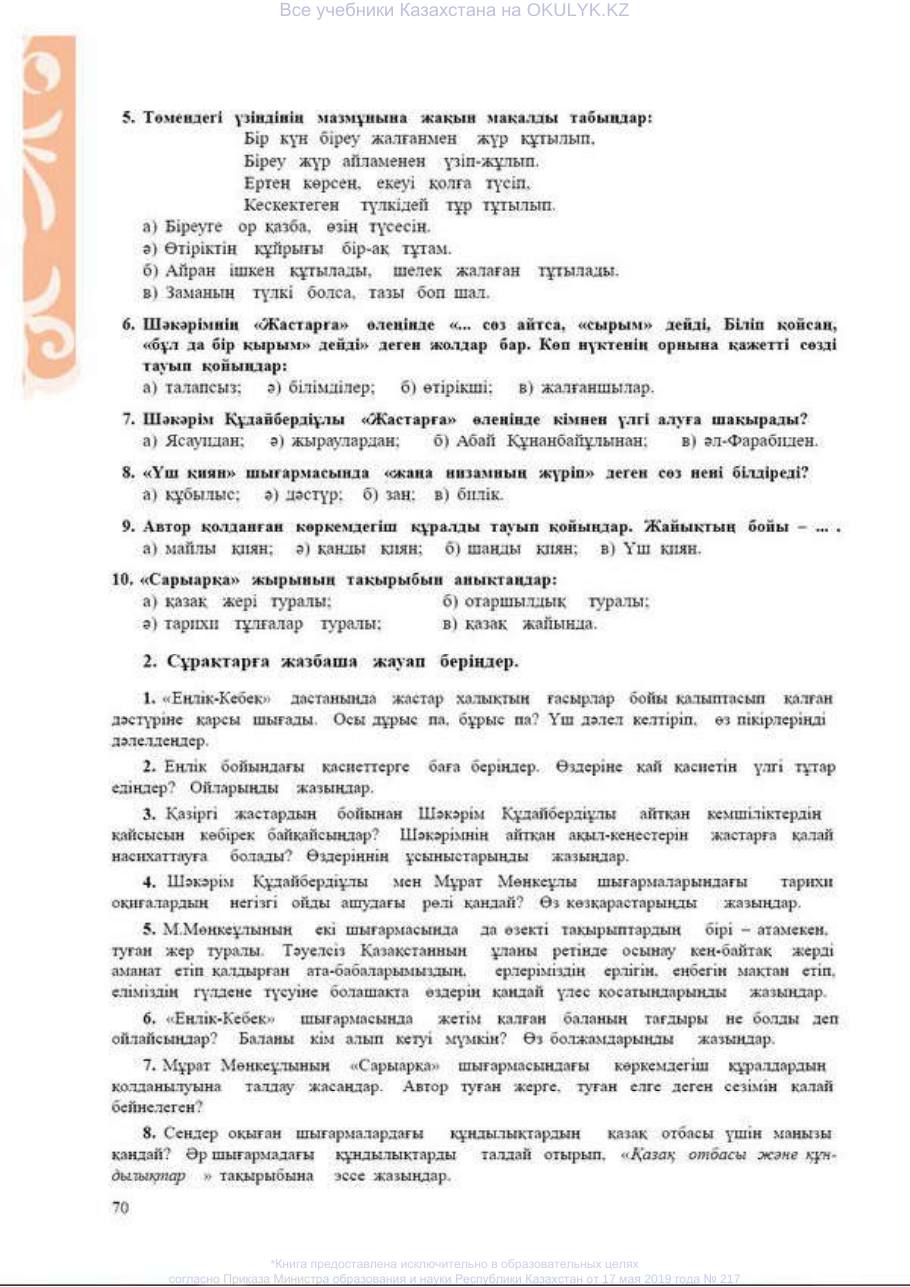 Все учебники Казахстана на OKULYK.KZ
5. Төмендегі үзіндінің мазмұнына жақын мақалды табыңдар:
Бір күн біреу жалғанмен жүр құтылып,
Біреу жүр айламенен үзіп-жұлып.
Ертең көрсең, екеуі қолға түсіп,
Кескектеген түлкідей тұр тұтылып.
а) Біреуге ор қазба, өзің түсесің.
ә) Өтіріктің құйрығы бір-ақ тұтам.
б) Айран ішкен құтылады, шелек жалаған тұтылады.
в) Заманың түлкі болса, тазы боп шал.
6. Шәкәрімнің «Жастарға» өлеңінде «... сөз айтса, «сырым» дейді, Біліп қойсаң,
«бұл да бір қырым» дейді» деген жолдар бар. Көп нүктенің орнына қажетті сөзді
тауып қойыңдар:
а) талапсыз; ә) білімділер; б) өтірікші; в) жалғаншылар.
7. Шәкәрім Құдайбердіұлы «Жастарға» өлеңінде кімнен үлгі алуға шақырады?
а) Ясауидан; ә) жыраулардан; б) Абай Құнанбайұлынан; в) әл-Фарабиден.
8. «Үш қиян» шығармасында «жаңа низамның жүріп» деген сөз нені білдіреді?
а) құбылыс; ә) дәстүр; б) заң; в) билік.
9. Автор қолданған көркемдегіш құралды тауып қойыңдар. Жайықтың бойы – ... .
а) майлы қиян; ә) қанды қиян; б) шаңды қиян; в) Үш қиян.
10. «Сарыарқа» жырының тақырыбын анықтаңдар:
а) қазақ жері туралы; б) отаршылдық туралы;
ә) тарихи тұлғалар туралы; в) қазақ жайында.
2. Сұрақтарға жазбаша жауап беріңдер.
1. «Еңлік-Кебек» дастанында жастар халықтың ғасырлар бойы қалыптасып қалған
дәстүріне қарсы шығады. Осы дұрыс па, бұрыс па? Үш дәлел келтіріп, өз пікірлеріңді
дәлелдеңдер.
2. Еңлік бойындағы қасиеттерге баға беріңдер. Өздеріңе қай қасиетін үлгі тұтар
едіңдер? Ойларыңды жазыңдар.
3. Қазіргі жастардың бойынан Шәкәрім Құдайбердіұлы айтқан кемшіліктердің
қайсысын көбірек байқайсыңдар? Шәкәрімнің айтқан ақыл-кеңестерін жастарға қалай
насихаттауға болады? Өздеріңнің ұсыныстарыңды жазыңдар.
4. Шәкәрім Құдайбердіұлы мен Мұрат Мөңкеұлы шығармаларындағы тарихи
оқиғалардың негізгі ойды ашудағы рөлі қандай? Өз көзқарастарыңды жазыңдар.
5. М.Мөңкеұлының екі шығармасында да өзекті тақырыптардың бірі – атамекен,
туған жер туралы. Тәуелсіз Қазақстанның ұланы ретінде осынау кең-байтақ жерді
аманат етіп қалдырған ата-бабаларымыздың, ерлеріміздің ерлігін, еңбегін мақтан етіп,
еліміздің гүлдене түсуіне болашақта өздерің қандай үлес қосатындарыңды жазыңдар.
6. «Еңлік-Кебек» шығармасында жетім қалған баланың тағдыры не болды деп
ойлайсыңдар? Баланы кім алып кетуі мүмкін? Өз болжамдарыңды жазыңдар.
7. Мұрат Мөңкеұлының «Сарыарқа» шығармасындағы көркемдегіш құралдардың
қолданылуына талдау жасаңдар. Автор туған жерге, туған елге деген сезімін қалай
бейнелеген?
8. Сендер оқыған шығармалардағы құндылықтардың қазақ отбасы үшін маңызы
қандай? Әр шығармадағы құндылықтарды талдай отырып, «Қазақ отбасы және құн-
дылықтар » тақырыбына эссе жазыңдар.
70
*Книга предоставлена исключительно в образовательных целях
согласно Приказа Министра образования и науки Республики Казахстан от 17 мая 2019 года № 217